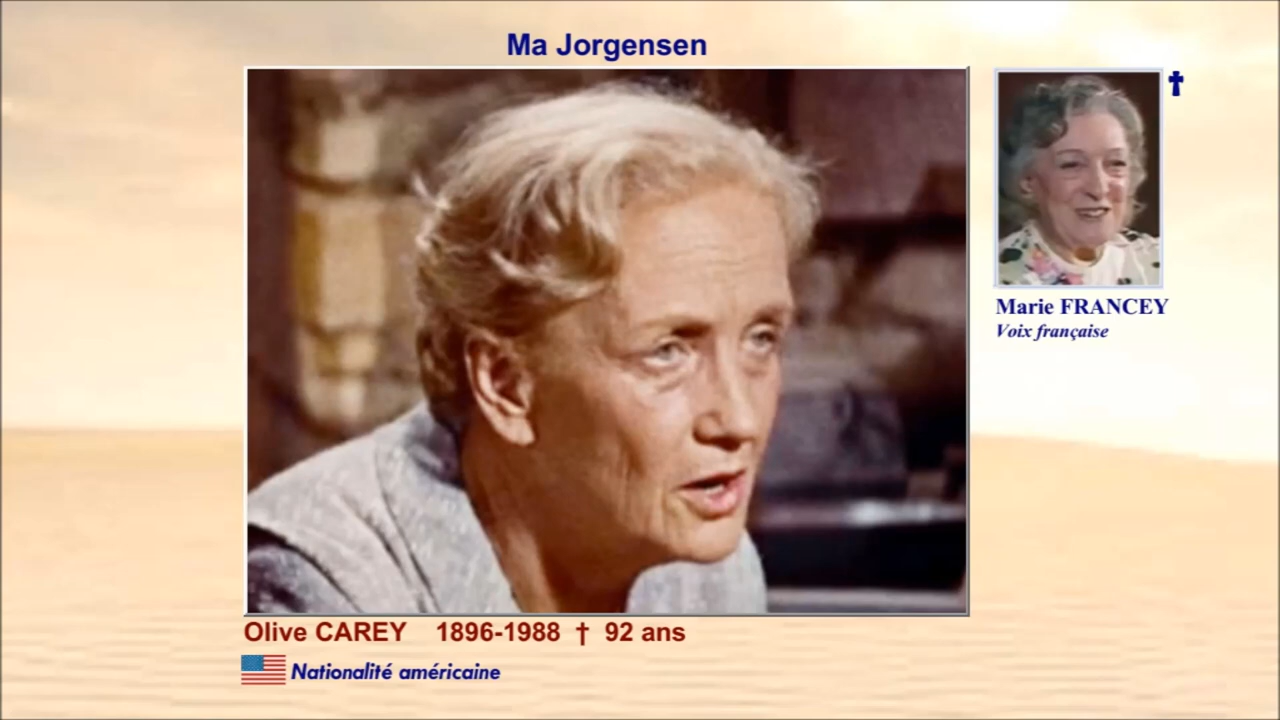 Ma Jorgensen
Marie FRANCEY
Voix française
Olive CAREY 1896-1988 † 92 ans
Nationalité américaine